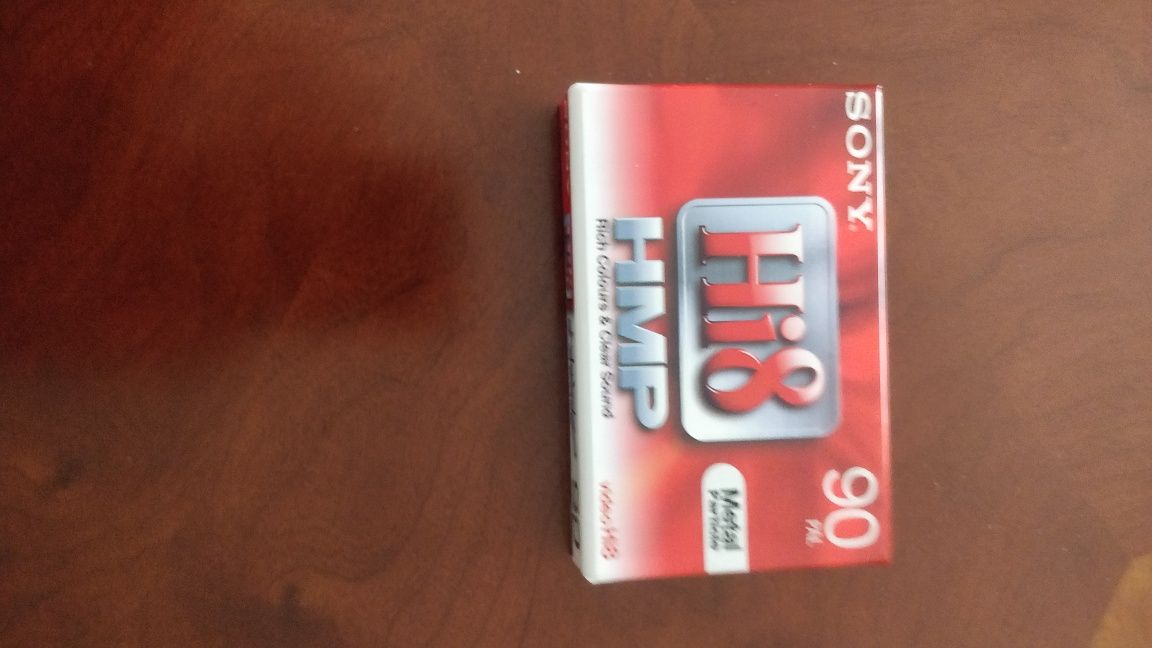 SONY
90
PAL
Hi8
Metal
Particle
HMP
Rich Colours & Clear Sound
Video Hi8